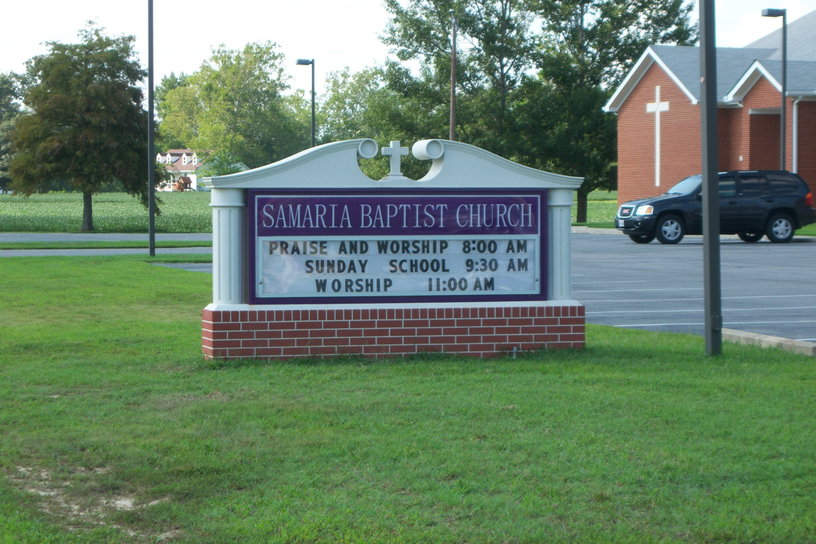 SAMARIA BAPTIST CHURCH
PRAISE AND WORSHIP 8:00 AM
SUNDAY SCHOOL 9:30 AM
WORSHIP 11:00 AM